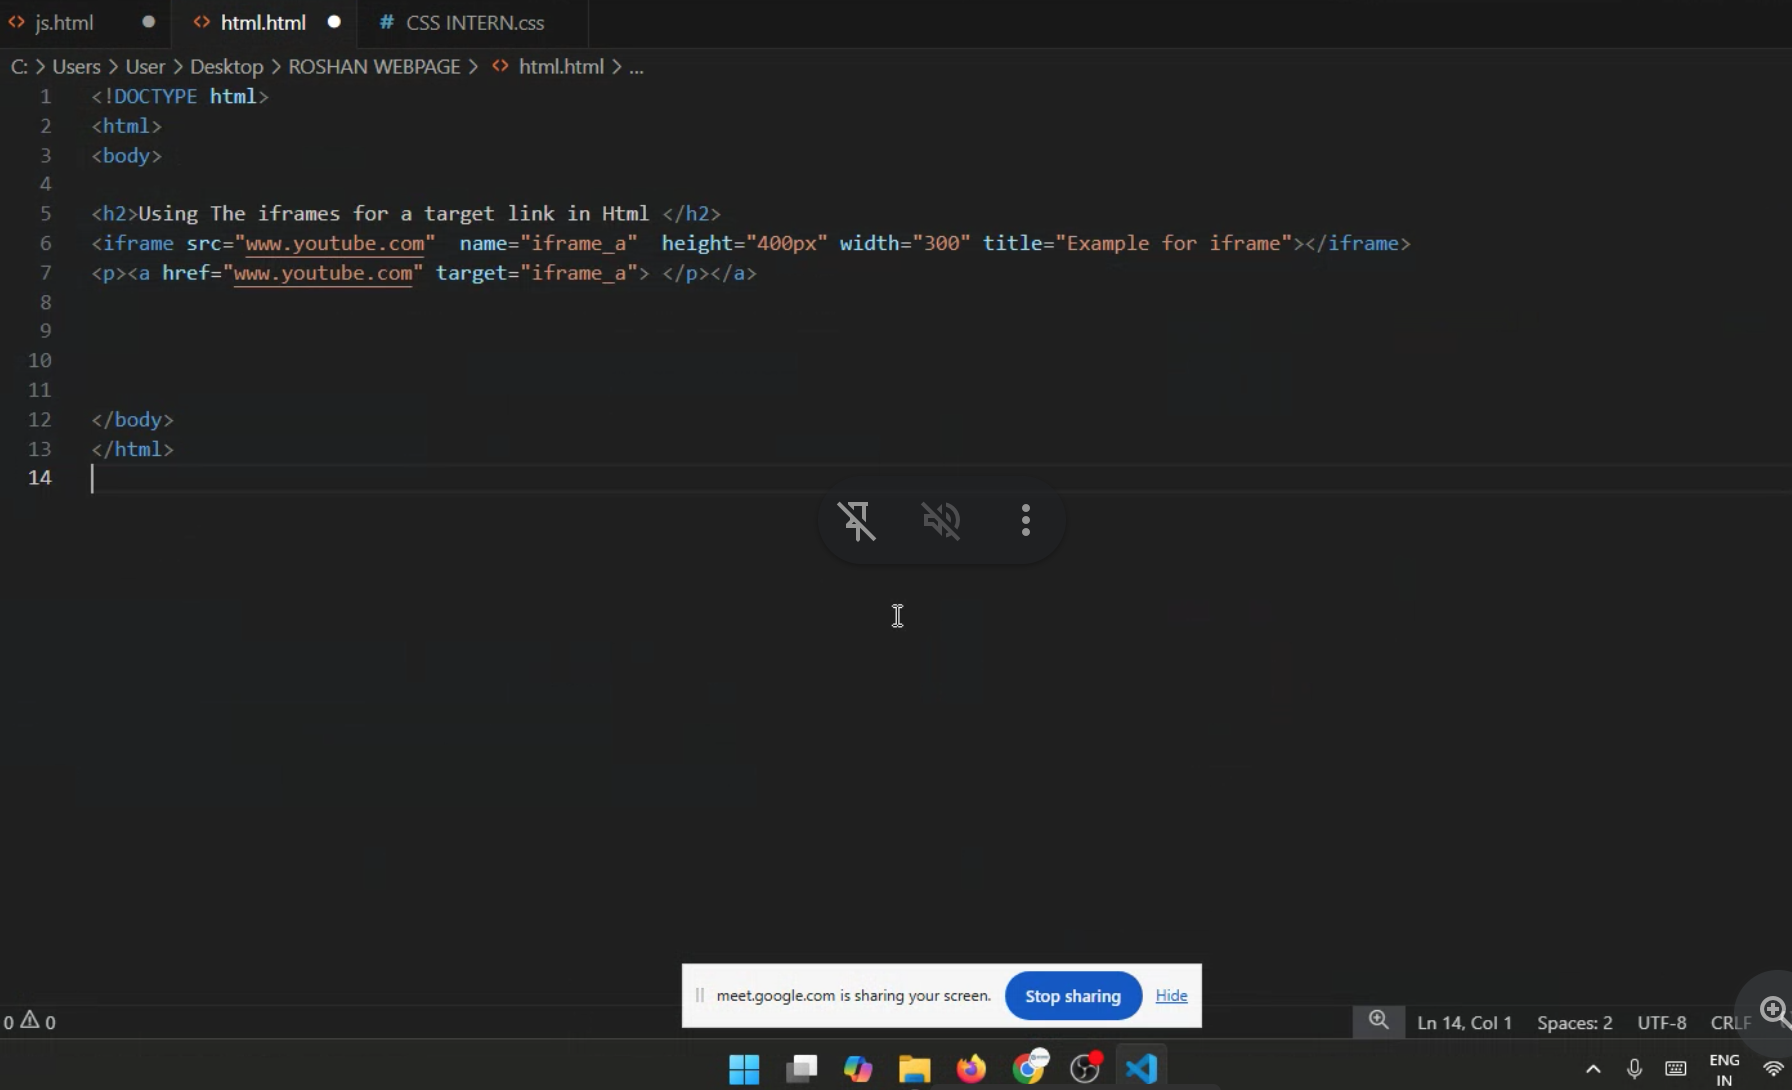 js.html html.html # CSS INTERN.css
C: > Users > User > Desktop > ROSHAN WEBPAGE > <> html.html > ...
1 <!DOCTYPE html>
2 <html>
3 <body>
4
5 <h2>Using The iframes for a target link in Html </h2>
6 <iframe src="www.youtube.com"  name="iframe_a"  height="400px" width="300" title="Example for iframe"></iframe>
7 <p><a href="www.youtube.com" target="iframe_a"> </p></a>
8
9
10
11
12 </body>
13 </html>
14
meet.google.com is sharing your screen. Stop sharing Hide
0 0 Ln 14, Col 1 Spaces: 2 UTF-8 CRLF
ENG
IN